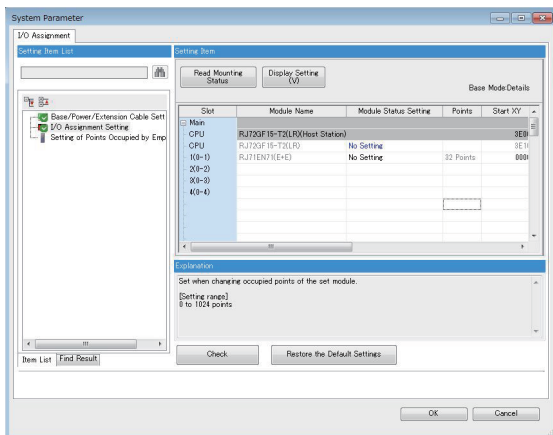 System Parameter
I/O Assignment
Setting Item List
Setting Item
Read Mounting Status
Display Setting (V)
Base Mode:Details
Base/Power/Extension Cable Sett
I/O Assignment Setting
Setting of Points Occupied by Emp
Slot Module Name Module Status Setting Points Start XY
Main
CPU RJ72GF15-T2(LR)(Host Station) 3E0
CPU RJ72GF15-T2(LR) No Setting 3E1
1(0-1) RJ71EN71(E+E) No Setting 32 Points 000
2(0-2)
3(0-3)
4(0-4)
Explanation
Set when changing occupied points of the set module.
[Setting range]
0 to 1024 points
Item List Find Result
Check Restore the Default Settings
OK Cancel